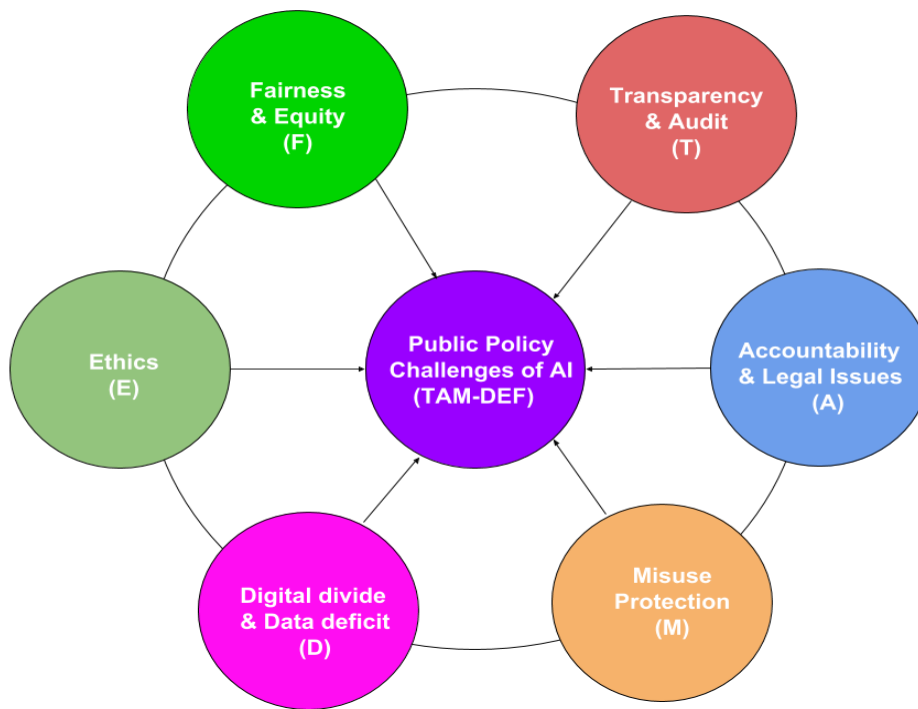 Fairness
& Equity
(F)
Transparency
& Audit
(T)
Ethics
(E)
Public Policy
Challenges of AI
(TAM-DEF)
Accountability
& Legal Issues
(A)
Digital divide
& Data deficit
(D)
Misuse
Protection
(M)